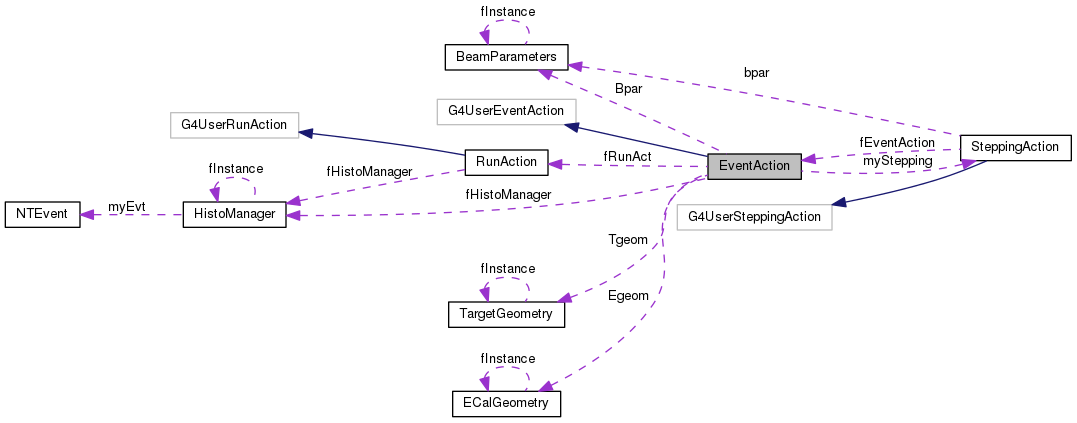 fInstance
BeamParameters
bpar
Bpar
G4UserEventAction
G4UserRunAction
fEventAction
SteppingAction
fRunAct
mySteppping
RunAction
EventAction
fInstance
fHistoManager
fHistoManager
myEvt
NTEvent
HistoManager
G4UserSteppingAction
Tgeom
fInstance
Egeom
TargetGeometry
fInstance
ECalGeometry